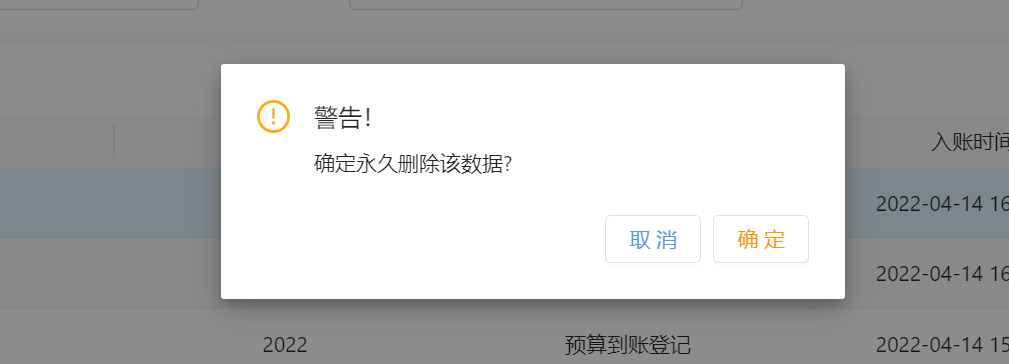 警告!
确定永久删除该数据?
取 消
确 定
入账时间
2022-04-14 16
2022-04-14 16
2022
预算到账登记
2022-04-14 15